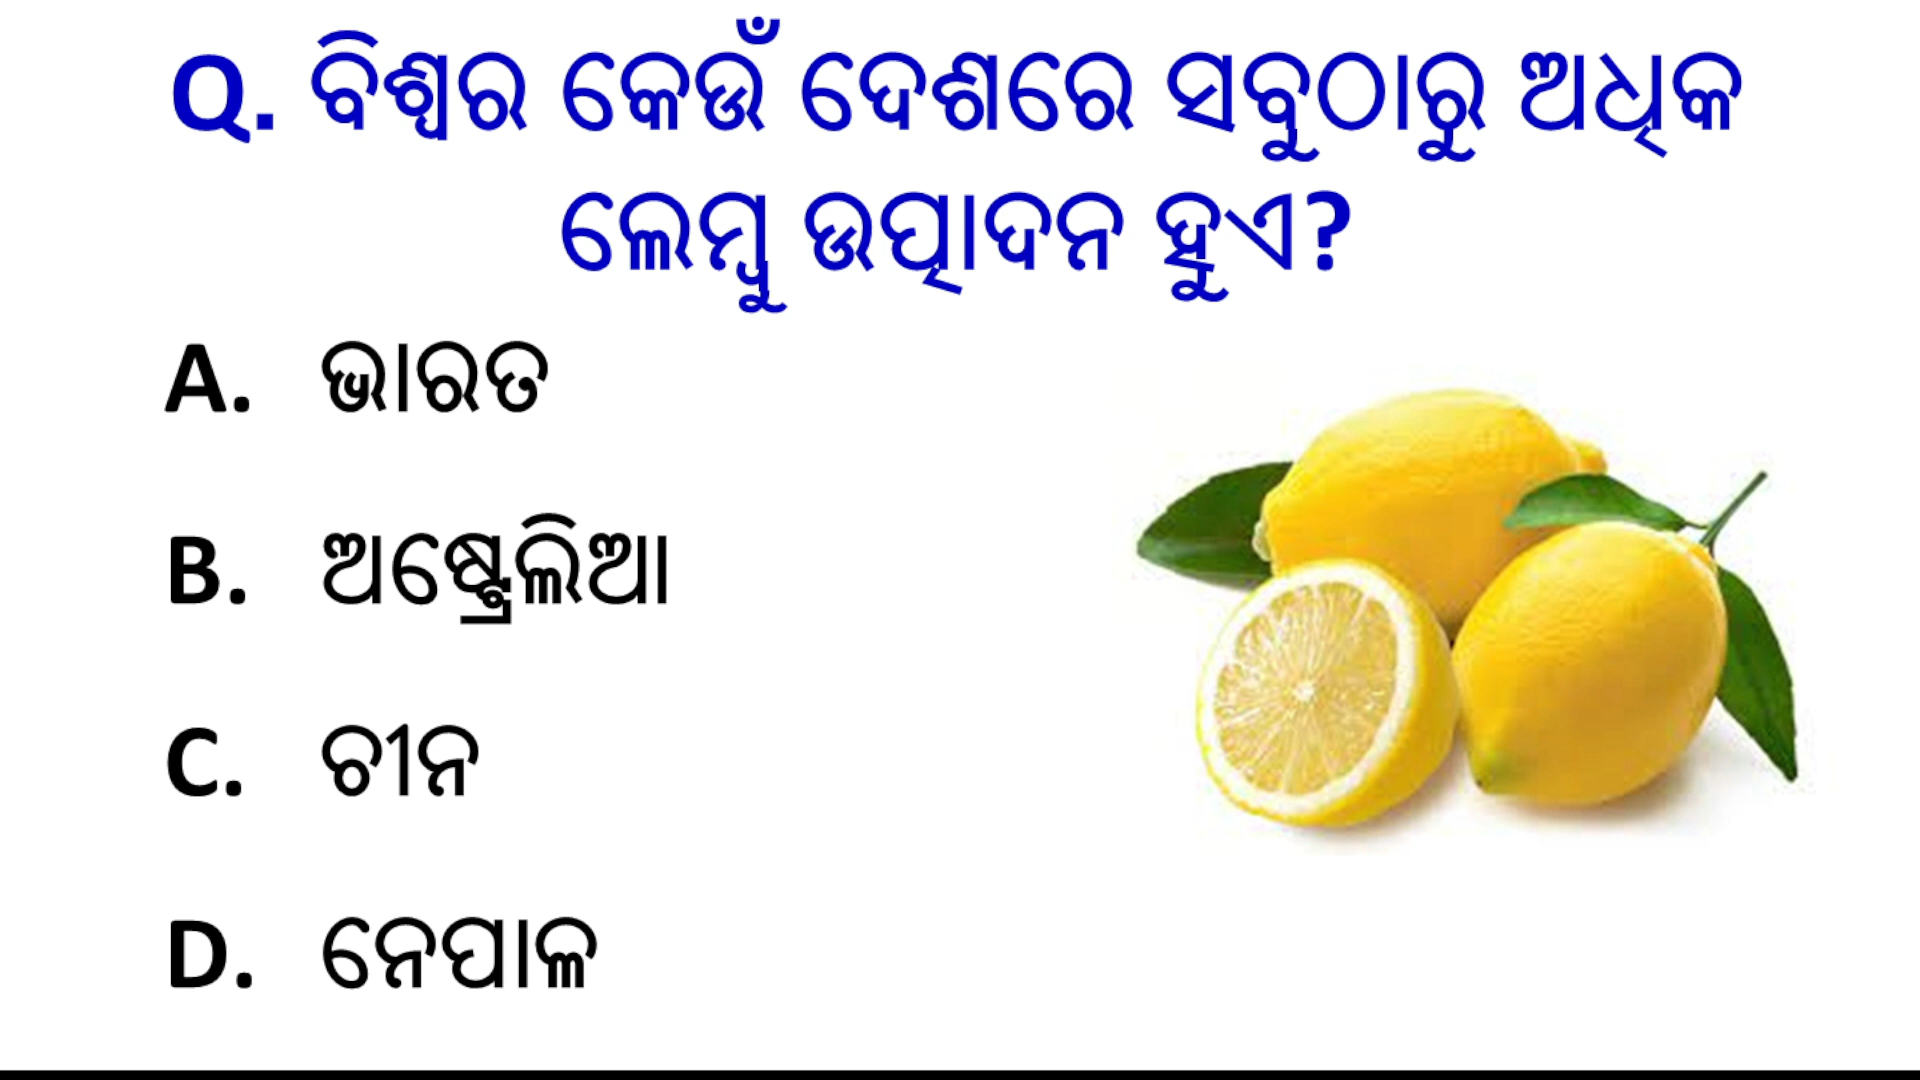 Q. ବିଶ୍ୱର କେଉଁ ଦେଶରେ ସବୁଠାରୁ ଅଧିକ
ଲେମ୍ବୁ ଉତ୍ପାଦନ ହୁଏ?
A. ଭାରତ
B. ଅଷ୍ଟ୍ରେଲିଆ
C. ଚୀନ
D. ନେପାଳ